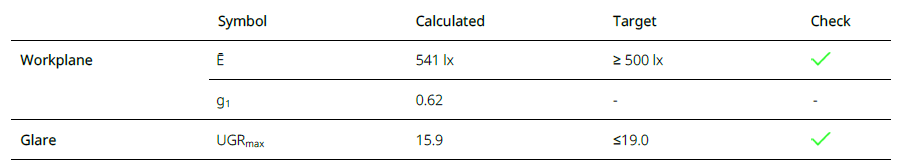 Symbol Calculated Target Check
Workplane Ē 541 lx ≥ 500 lx ✓
g₁ 0.62 - -
Glare UGRmax 15.9 ≤19.0 ✓